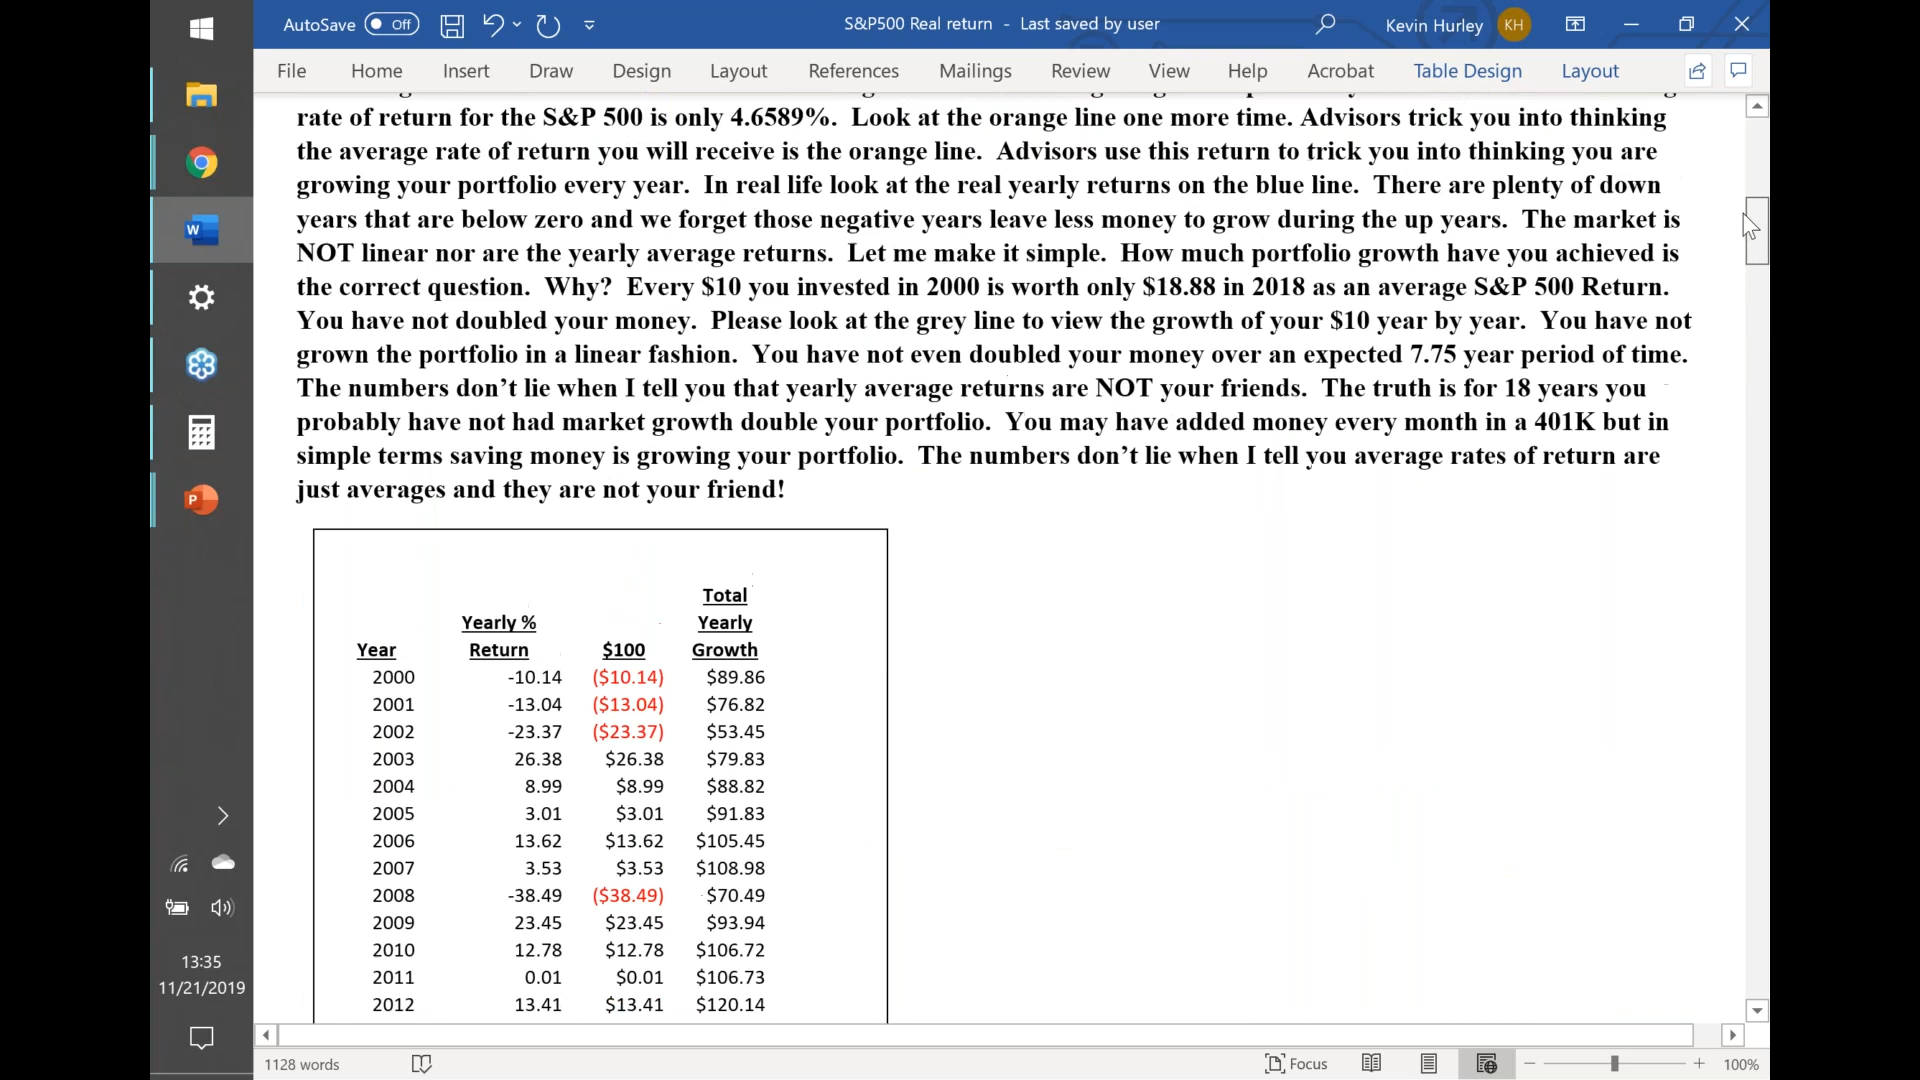 AutoSave Off
S&P500 Real return - Last saved by user
Kevin Hurley KH
File Home Insert Draw Design Layout References Mailings Review View Help Acrobat Table Design Layout
rate of return for the S&P 500 is only 4.6589%. Look at the orange line one more time. Advisors trick you into thinking
the average rate of return you will receive is the orange line. Advisors use this return to trick you into thinking you are
growing your portfolio every year. In real life look at the real yearly returns on the blue line. There are plenty of down
years that are below zero and we forget those negative years leave less money to grow during the up years. The market is
NOT linear nor are the yearly average returns. Let me make it simple. How much portfolio growth have you achieved is
the correct question. Why? Every $10 you invested in 2000 is worth only $18.88 in 2018 as an average S&P 500 Return.
You have not doubled your money. Please look at the grey line to view the growth of your $10 year by year. You have not
grown the portfolio in a linear fashion. You have not even doubled your money over an expected 7.75 year period of time.
The numbers don’t lie when I tell you that yearly average returns are NOT your friends. The truth is for 18 years you
probably have not had market growth double your portfolio. You may have added money every month in a 401K but in
simple terms saving money is growing your portfolio. The numbers don’t lie when I tell you average rates of return are
just averages and they are not your friend!
Total
Yearly % Yearly
Year Return $100 Growth
2000 -10.14 ($10.14) $89.86
2001 -13.04 ($13.04) $76.82
2002 -23.37 ($23.37) $53.45
2003 26.38 $26.38 $79.83
2004 8.99 $8.99 $88.82
2005 3.01 $3.01 $91.83
2006 13.62 $13.62 $105.45
2007 3.53 $3.53 $108.98
2008 -38.49 ($38.49) $70.49
2009 23.45 $23.45 $93.94
2010 12.78 $12.78 $106.72
2011 0.01 $0.01 $106.73
2012 13.41 $13.41 $120.14
13:35
11/21/2019
1128 words
Focus
100%